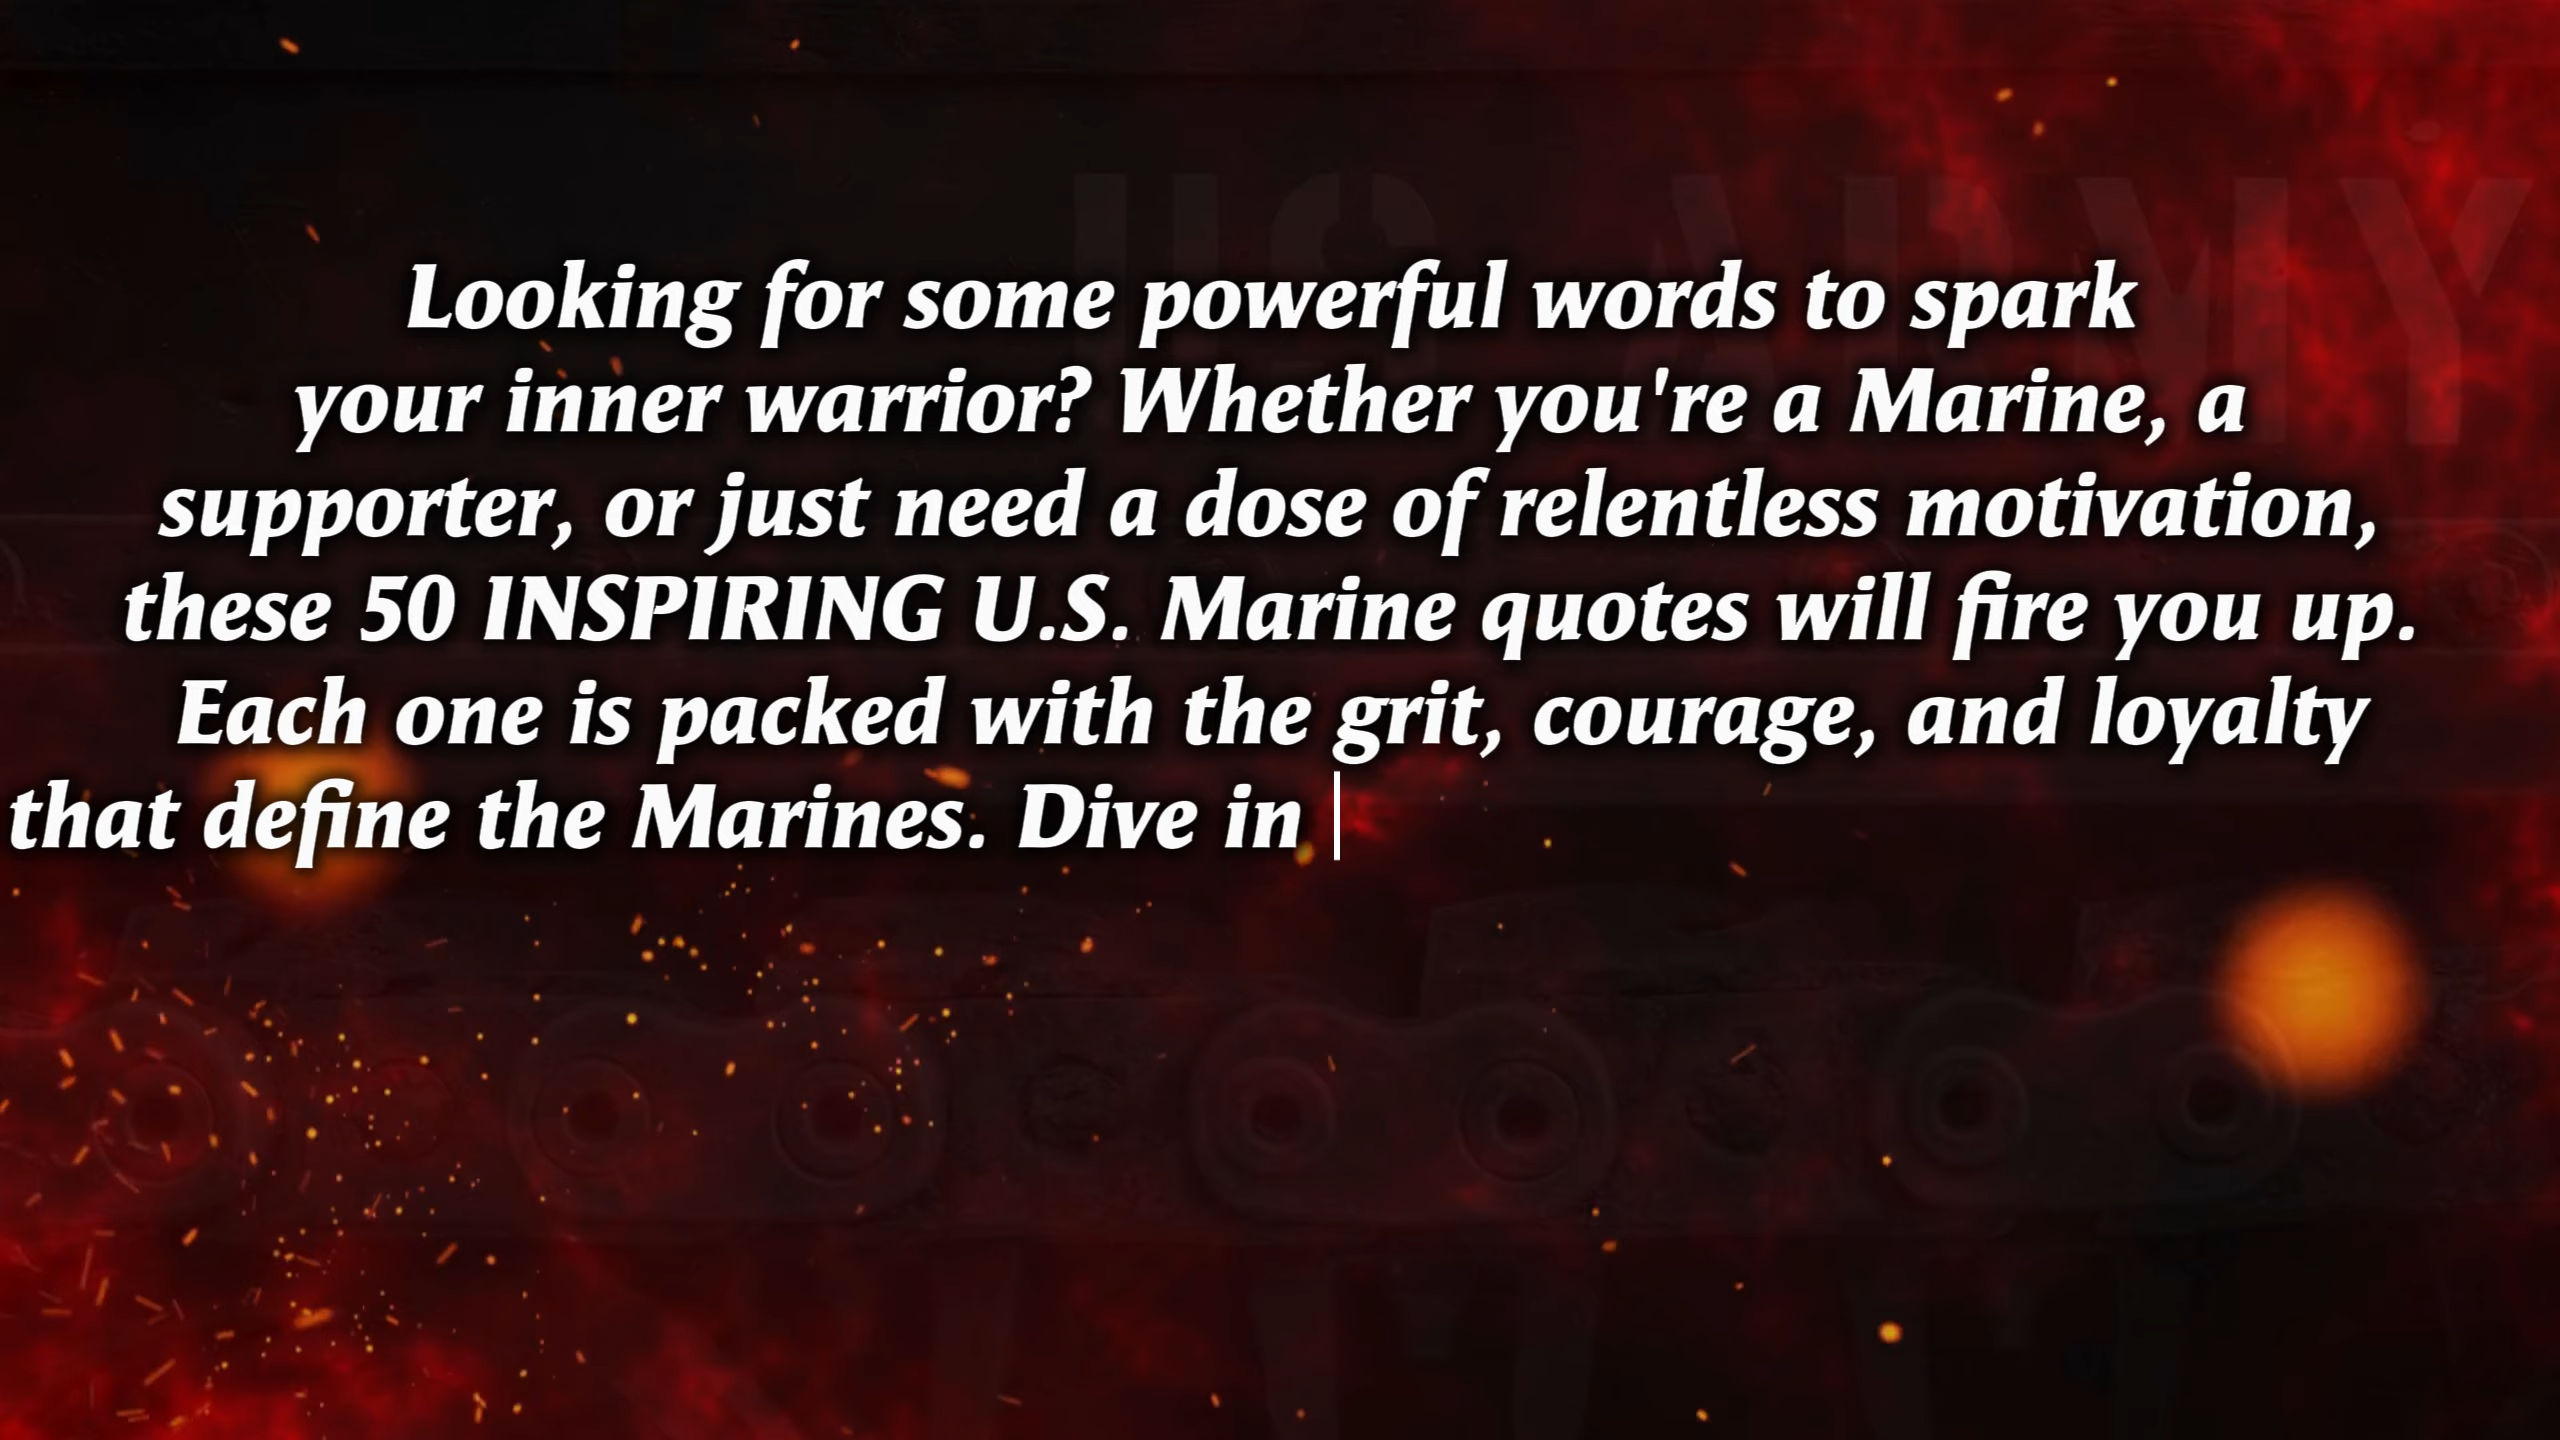 US ARMY
Looking for some powerful words to spark
your inner warrior? Whether you're a Marine, a
supporter, or just need a dose of relentless motivation,
these 50 INSPIRING U.S. Marine quotes will fire you up.
Each one is packed with the grit, courage, and loyalty
that define the Marines. Dive in